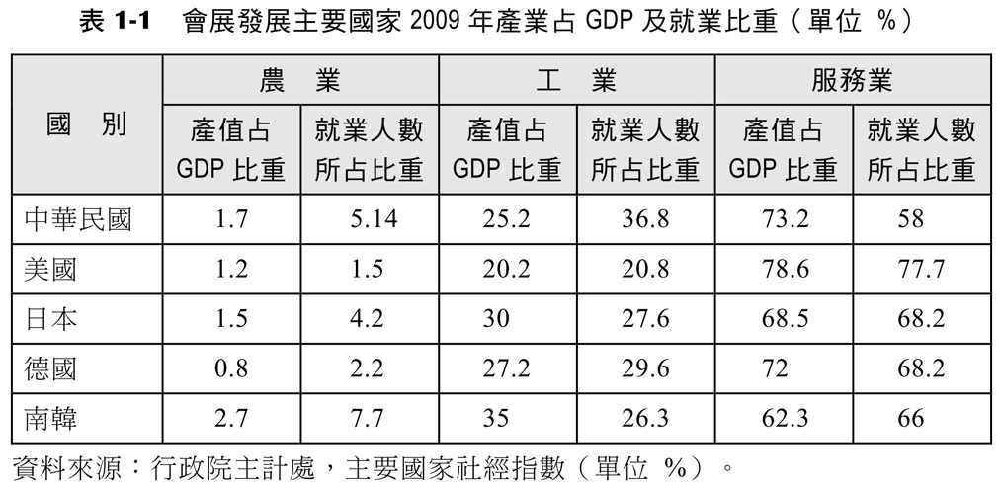 表 1-1 會展發展主要國家 2009 年產業占 GDP 及就業比重（單位 %）
國 別 農 業 工 業 服務業
產值占 就業人數 產值占 就業人數 產值占 就業人數
GDP 比重 所占比重 GDP 比重 所占比重 GDP 比重 所占比重
中華民國 1.7 5.14 25.2 36.8 73.2 58
美國 1.2 1.5 20.2 20.8 78.6 77.7
日本 1.5 4.2 30 27.6 68.5 68.2
德國 0.8 2.2 27.2 29.6 72 68.2
南韓 2.7 7.7 35 26.3 62.3 66
資料來源：行政院主計處，主要國家社經指數（單位 %）。